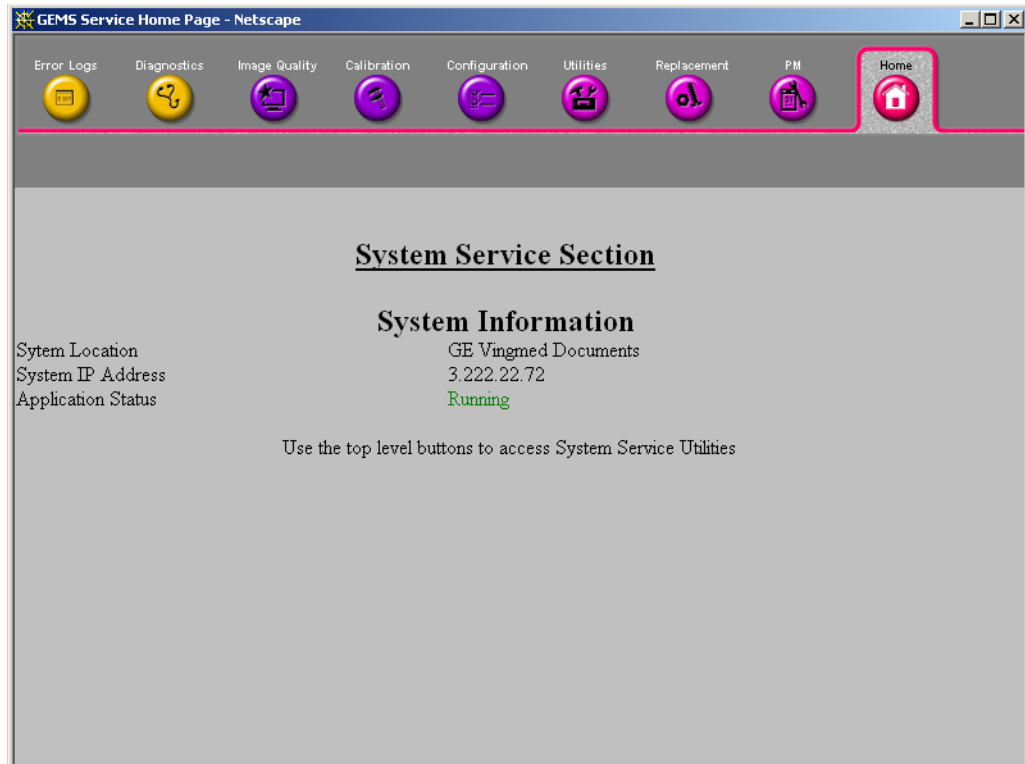 GEMS Service Home Page - Netscape
Error Logs Diagnostics Image Quality Calibration Configuration Utilities Replacement PM Home
System Service Section
System Information
Sytem Location GE Vingmed Documents
System IP Address 3.222.22.72
Application Status Running
Use the top level buttons to access System Service Utilities